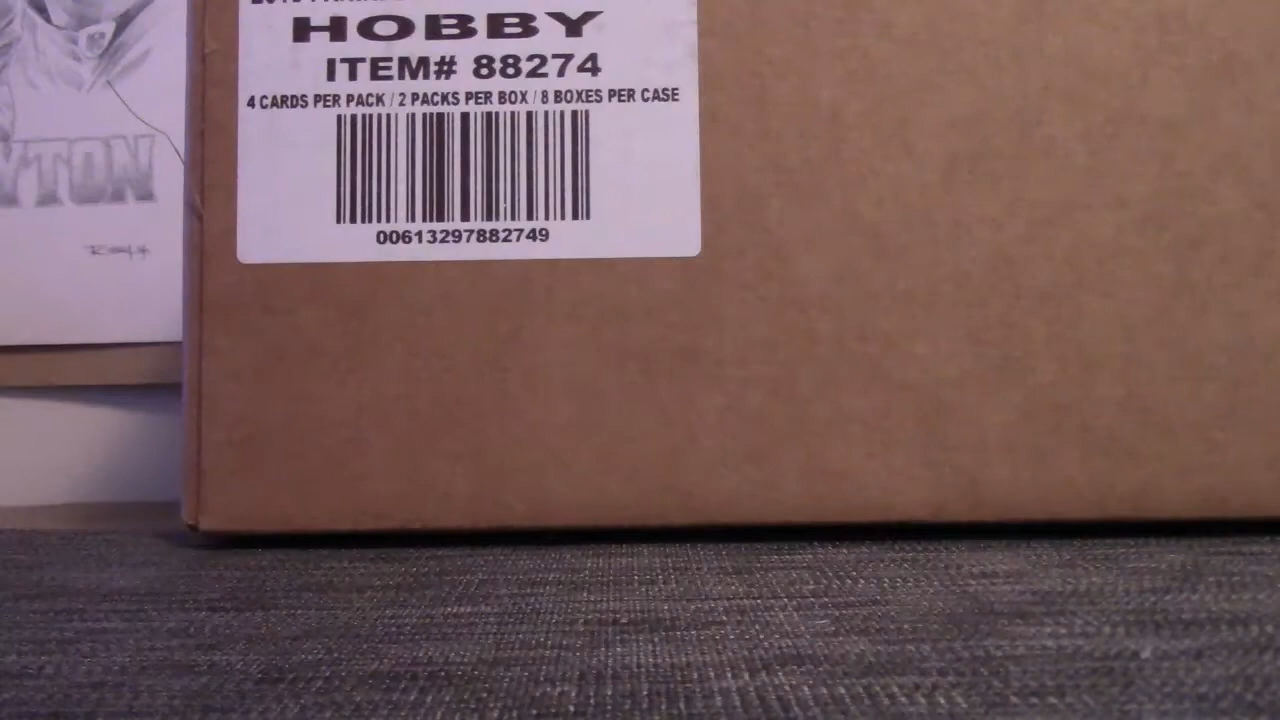 HOBBY
ITEM# 88274
4 CARDS PER PACK / 2 PACKS PER BOX / 8 BOXES PER CASE
00613297882749
YTON